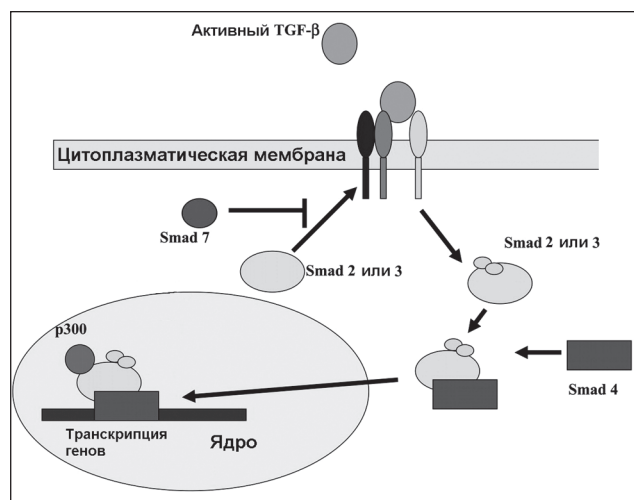 Активный TGF-β
Цитоплазматическая мембрана
Smad 7
Smad 2 или 3
Smad 2 или 3
p300
Smad 4
Транскрипция
генов
Ядро